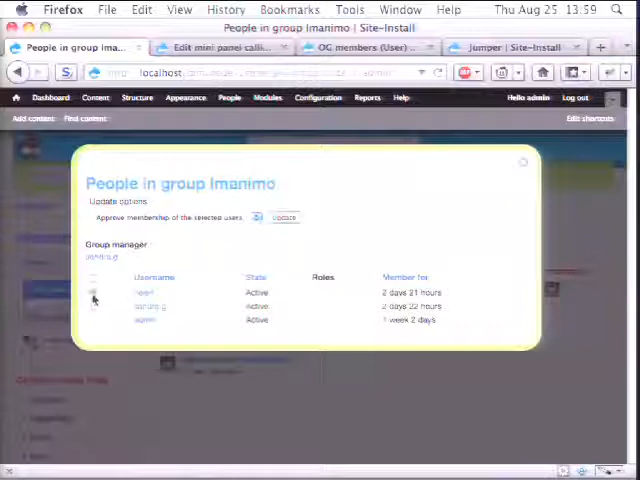 Firefox File Edit View History Bookmarks Tools Window Help Thu Aug 25 13:59
People in group Imanimo | Site-Install
People in group Ima... Edit mini panel calli... OG members (User) ... Jumper | Site-Install
localhost
Dashboard Content Structure Appearance People Modules Configuration Reports Help Hello admin Log out
Add content Find content Edit shortcuts
People in group Imanimo
Update options
Approve membership of the selected users Update
Group manager
Username State Roles Member for
Active 2 days 21 hours
Active 2 days 22 hours
admin Active 1 week 2 days